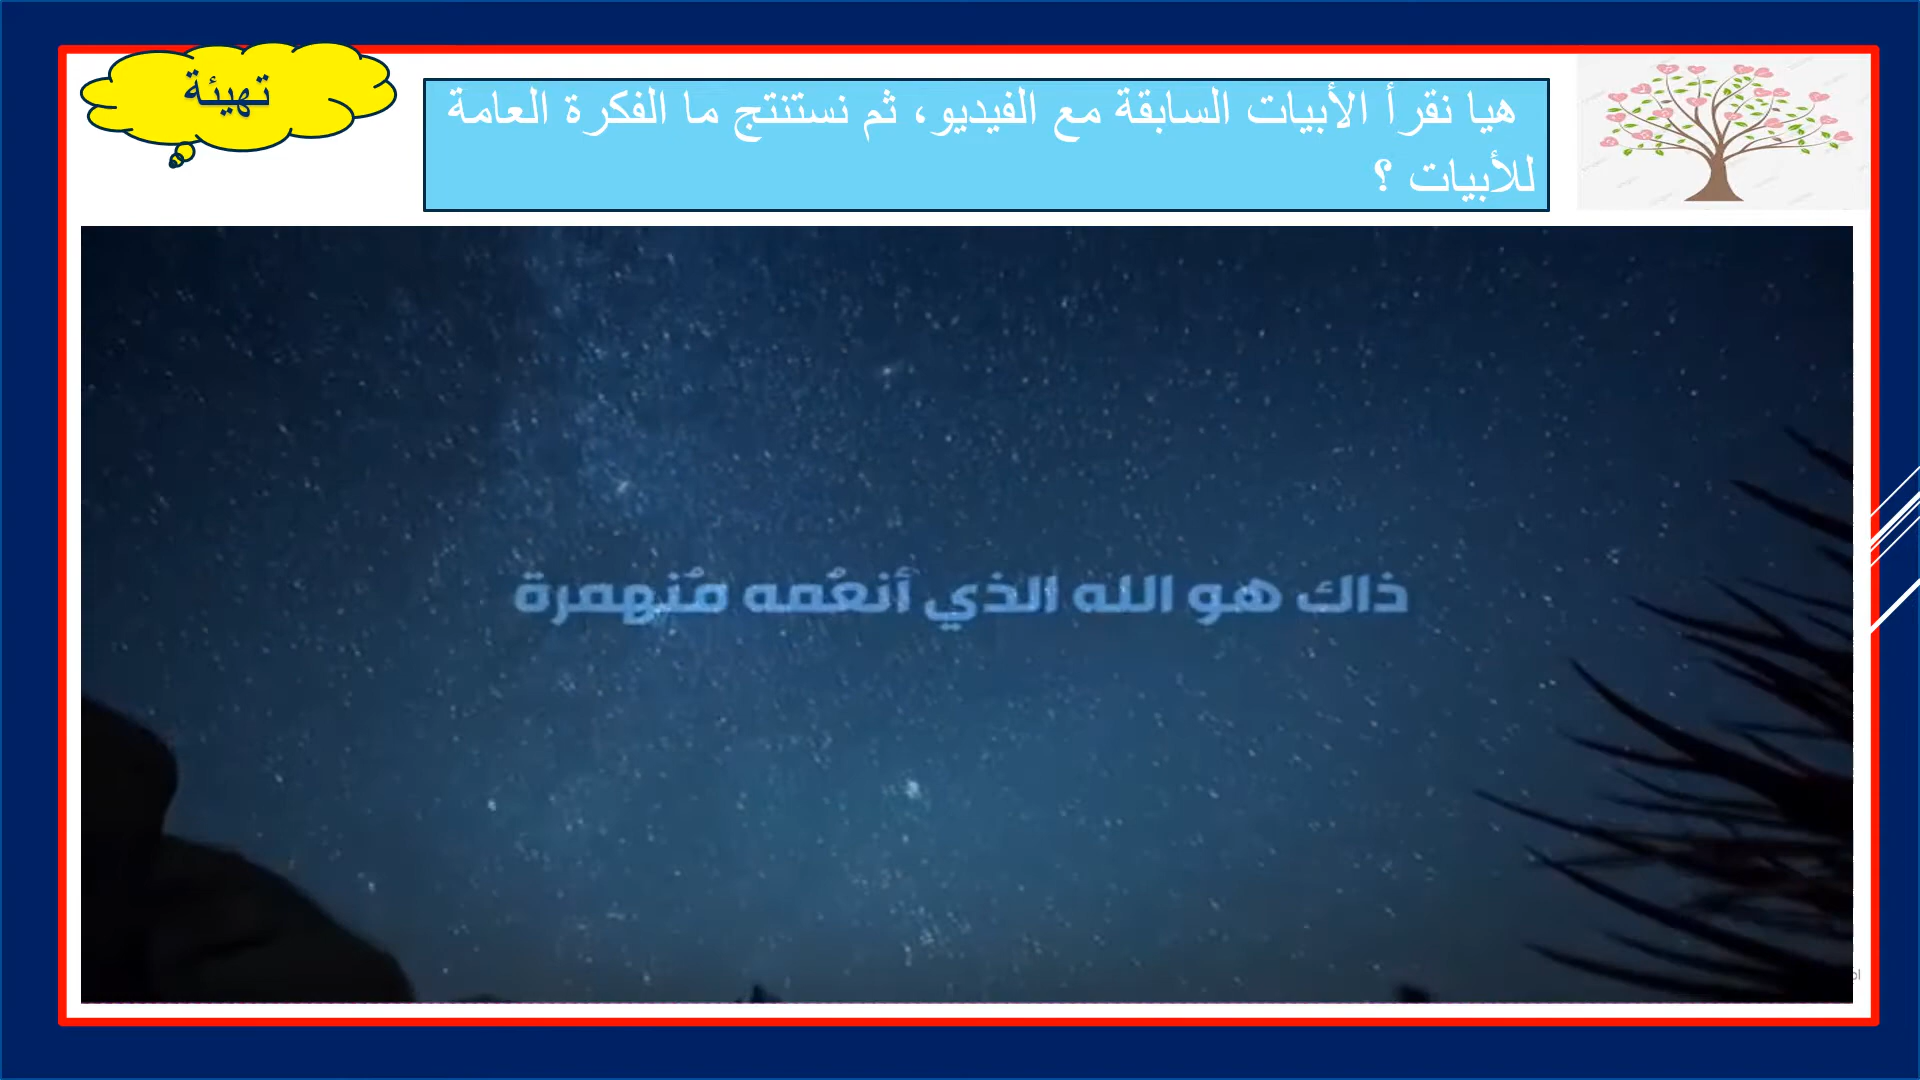 تهيئة
هيا نقرأ الأبيات السابقة مع الفيديو، ثم نستنتج ما الفكرة العامة
للأبيات ؟
ذاك هو الله الذي أنعُمه مُنهمرة